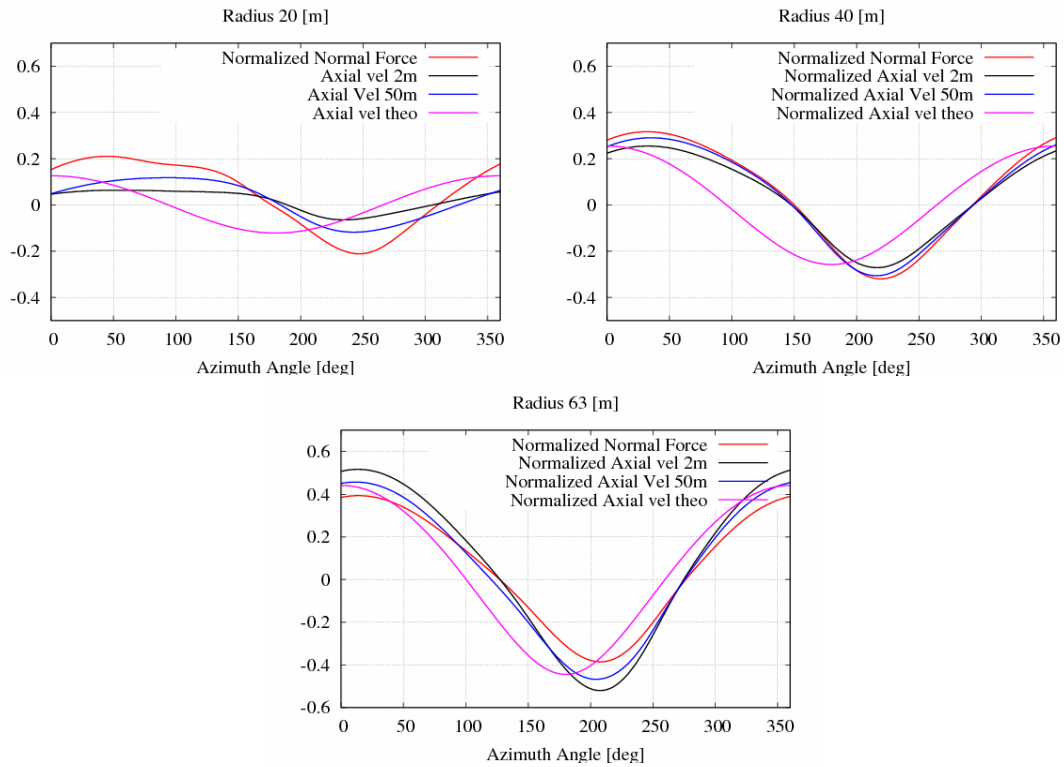 Radius 20 [m]
Normalized Normal Force
Axial vel 2m
Axial Vel 50m
Axial vel theo
0.6
0.4
0.2
0
-0.2
-0.4
0 50 100 150 200 250 300 350
Azimuth Angle [deg]
Radius 40 [m]
Normalized Normal Force
Normalized Axial vel 2m
Normalized Axial Vel 50m
Normalized Axial vel theo
0.6
0.4
0.2
0
-0.2
-0.4
0 50 100 150 200 250 300 350
Azimuth Angle [deg]
Radius 63 [m]
Normalized Normal Force
Normalized Axial vel 2m
Normalized Axial Vel 50m
Normalized Axial vel theo
0.6
0.4
0.2
0
-0.2
-0.4
-0.6
0 50 100 150 200 250 300 350
Azimuth Angle [deg]